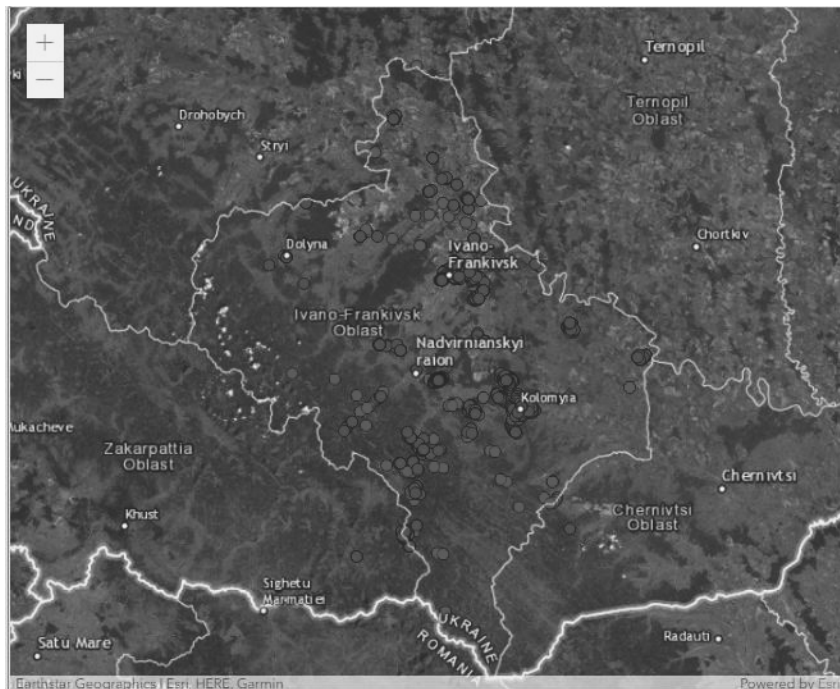 +
−
Ternopil
Ternopil
Oblast
Drohobych
Stryi
UKRAINE
ND
Chortkiv
Dolyna
Ivano-
Frankivsk
Ivano-Frankivsk
Oblast
Nadvirnianskyi
raion
Kolomyia
Mukacheve
Zakarpattia
Oblast
Chernivtsi
Chernivtsi
Oblast
Khust
Sighetu
Marmatiei
UKRAINE
ROMANIA
Satu Mare
Radauti
Earthstar Geographics | Esri, HERE, Garmin
Powered by Esri